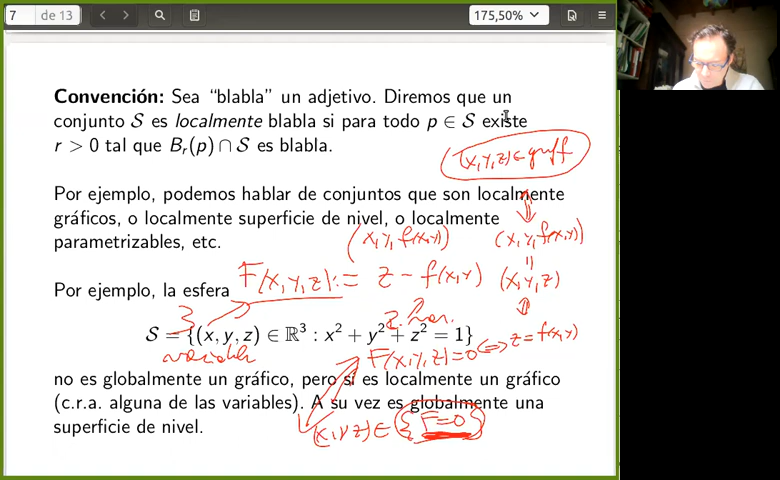 7 de 13
175,50%
Convención: Sea “blabla” un adjetivo. Diremos que un
conjunto S es localmente blabla si para todo p ∈ S existe
r > 0 tal que B_r(p) ∩ S es blabla.
(x,y,z) ∈ graff
Por ejemplo, podemos hablar de conjuntos que son localmente
gráficos, o localmente superficie de nivel, o localmente
(x,y,f(x,y))
(x,y,f(x,y))
parametrizables, etc.
=
F(x,y,z) := z - f(x,y)
(x,y,z)
Por ejemplo, la esfera
3
2 var.
S = {(x, y, z) ∈ ℝ³ : x² + y² + z² = 1}
variables
F(x,y,z)=0 ⟺ z = f(x,y)
no es globalmente un gráfico, pero sí es localmente un gráfico
(c.r.a. alguna de las variables). A su vez es globalmente una
superficie de nivel.
(x,y,z) ∈ {F=0}